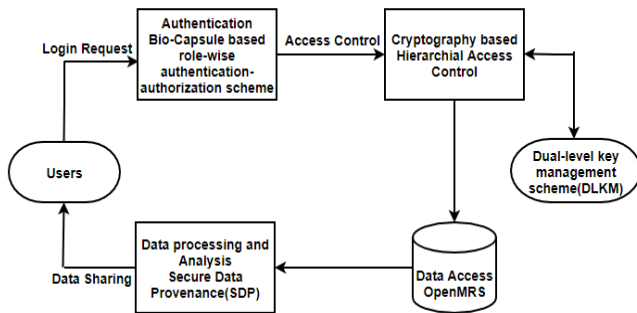 Login Request
Authentication
Bio-Capsule based
role-wise
authentication-
authorization scheme
Access Control
Cryptography based
Hierarchial Access
Control
Users
Dual-level key
management
scheme(DLKM)
Data Sharing
Data processing and
Analysis
Secure Data
Provenance(SDP)
Data Access
OpenMRS